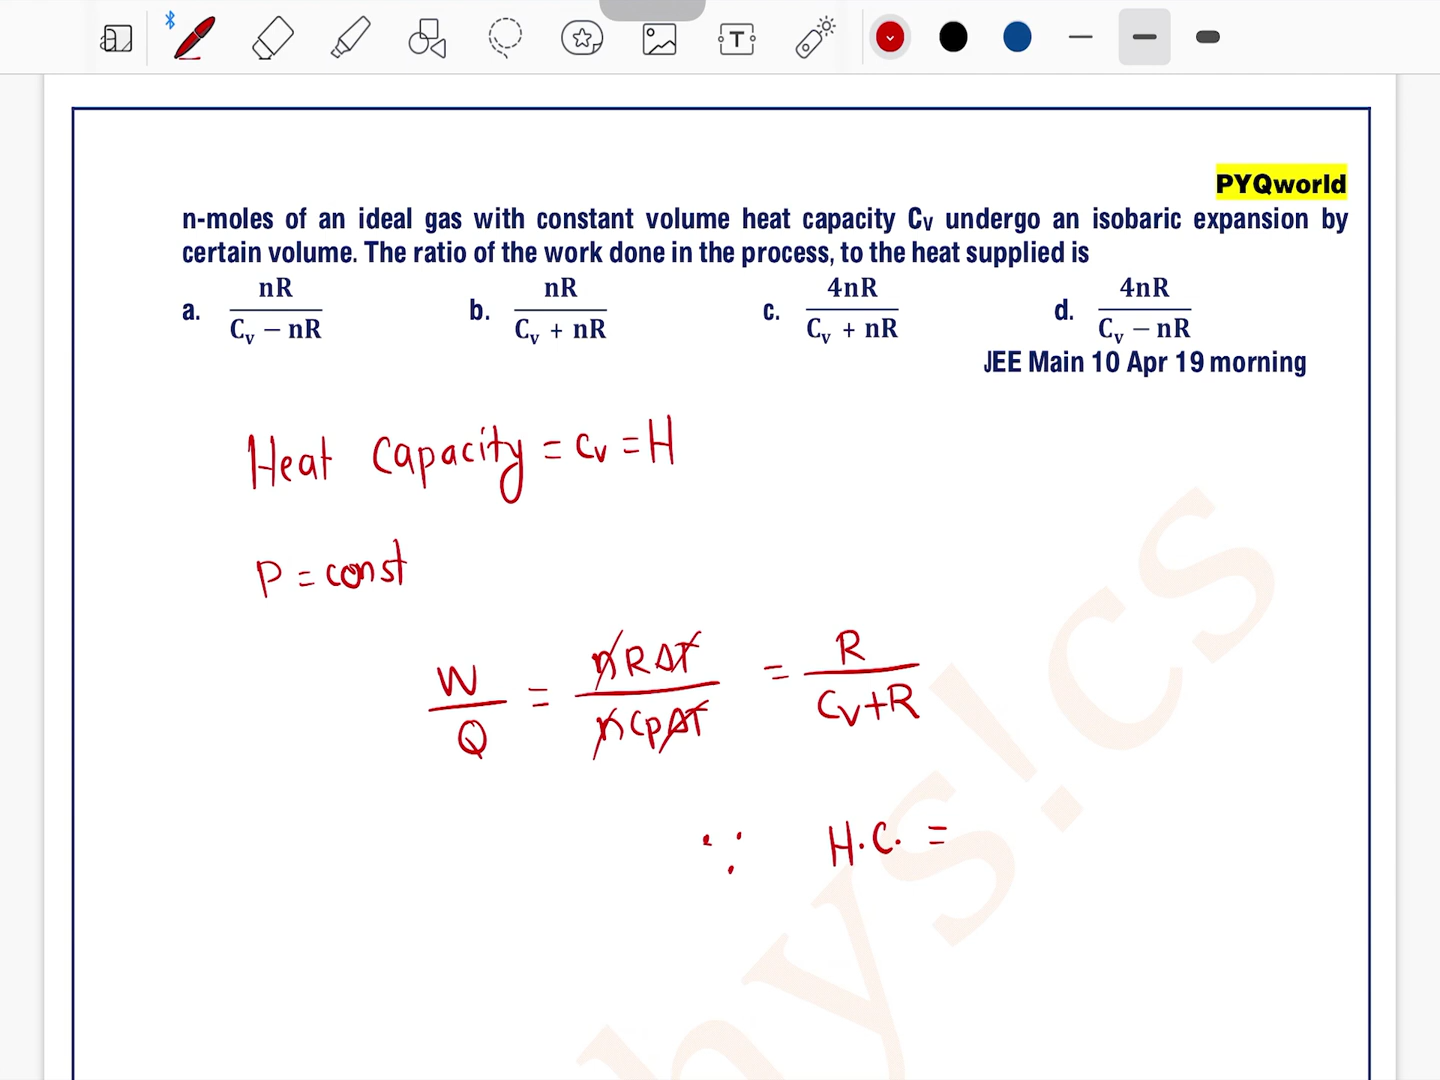 PYQworld
n-moles of an ideal gas with constant volume heat capacity Cv undergo an isobaric expansion by
certain volume. The ratio of the work done in the process, to the heat supplied is
a. nR / (Cv − nR) b. nR / (Cv + nR) c. 4nR / (Cv + nR) d. 4nR / (Cv − nR)
JEE Main 10 Apr 19 morning
Heat Capacity = Cv = H
P = const
W / Q = nRΔT / nCpΔT = R / (Cv+R)
∵ H.C. =
hys!cs